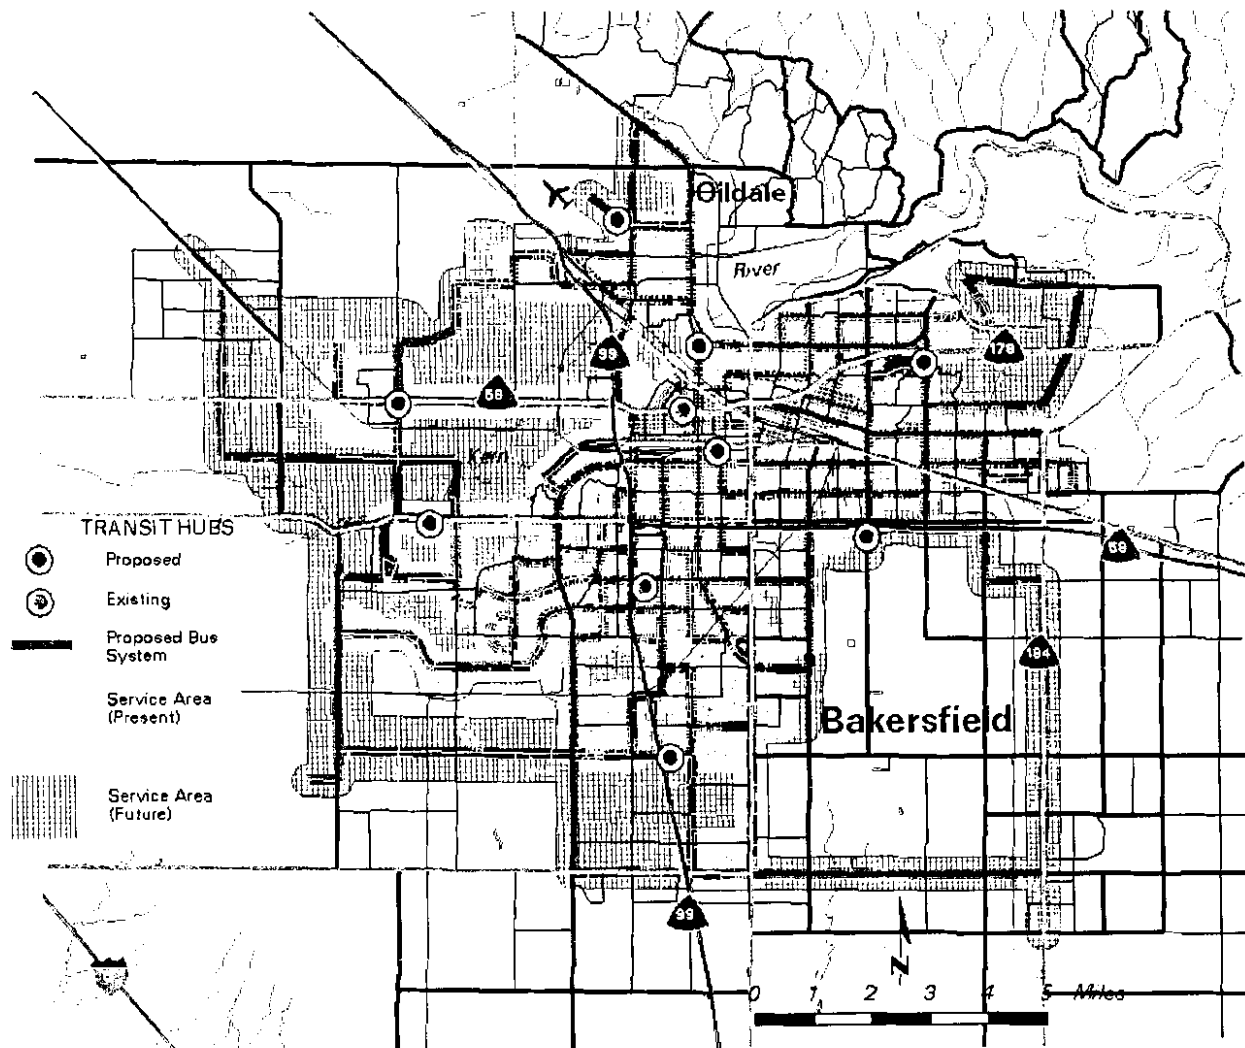 Oildale
River
99
178
58
Kern
TRANSIT HUBS
Proposed
Existing
Proposed Bus
System
Service Area
(Present)
Service Area
(Future)
58
184
Bakersfield
99
N
0 1 2 3 4 5 Miles